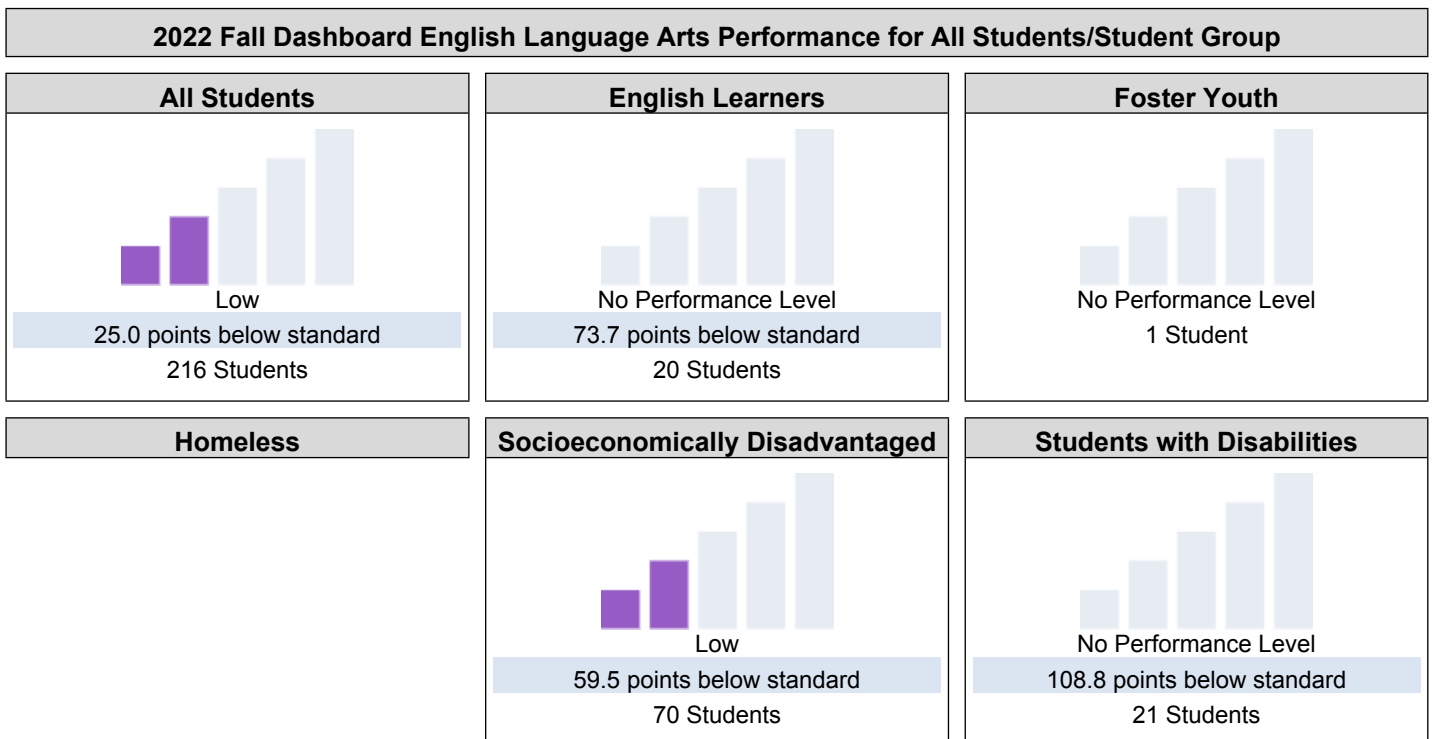 2022 Fall Dashboard English Language Arts Performance for All Students/Student Group
All Students
Low
25.0 points below standard
216 Students
English Learners
No Performance Level
73.7 points below standard
20 Students
Foster Youth
No Performance Level
1 Student
Homeless
Socioeconomically Disadvantaged
Low
59.5 points below standard
70 Students
Students with Disabilities
No Performance Level
108.8 points below standard
21 Students